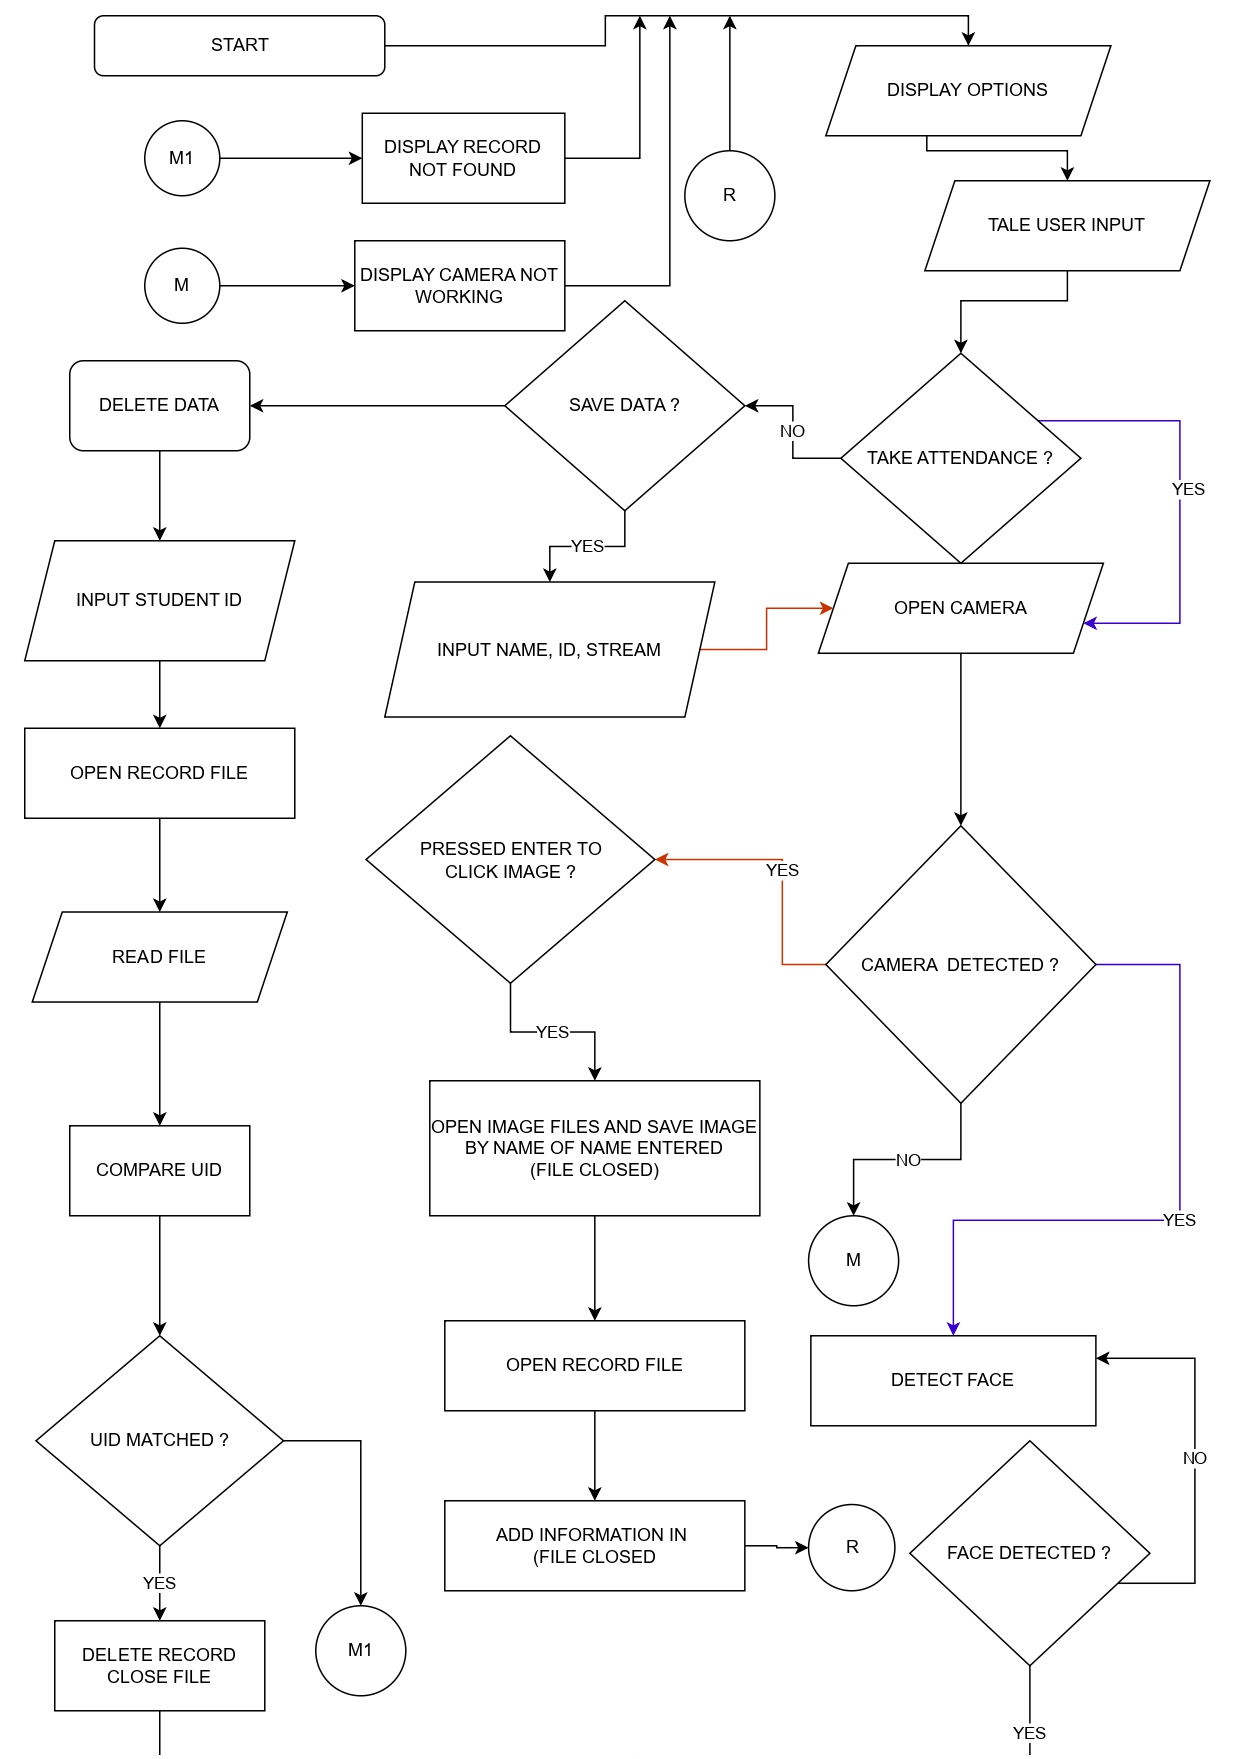 START
DISPLAY OPTIONS
M1
DISPLAY RECORD
NOT FOUND
R
TALE USER INPUT
M
DISPLAY CAMERA NOT
WORKING
DELETE DATA
SAVE DATA ?
NO
TAKE ATTENDANCE ?
YES
YES
INPUT STUDENT ID
INPUT NAME, ID, STREAM
OPEN CAMERA
OPEN RECORD FILE
PRESSED ENTER TO
CLICK IMAGE ?
YES
READ FILE
CAMERA DETECTED ?
YES
OPEN IMAGE FILES AND SAVE IMAGE
BY NAME OF NAME ENTERED
(FILE CLOSED)
COMPARE UID
NO
YES
M
OPEN RECORD FILE
DETECT FACE
UID MATCHED ?
NO
ADD INFORMATION IN
(FILE CLOSED
R
FACE DETECTED ?
YES
DELETE RECORD
CLOSE FILE
M1
YES